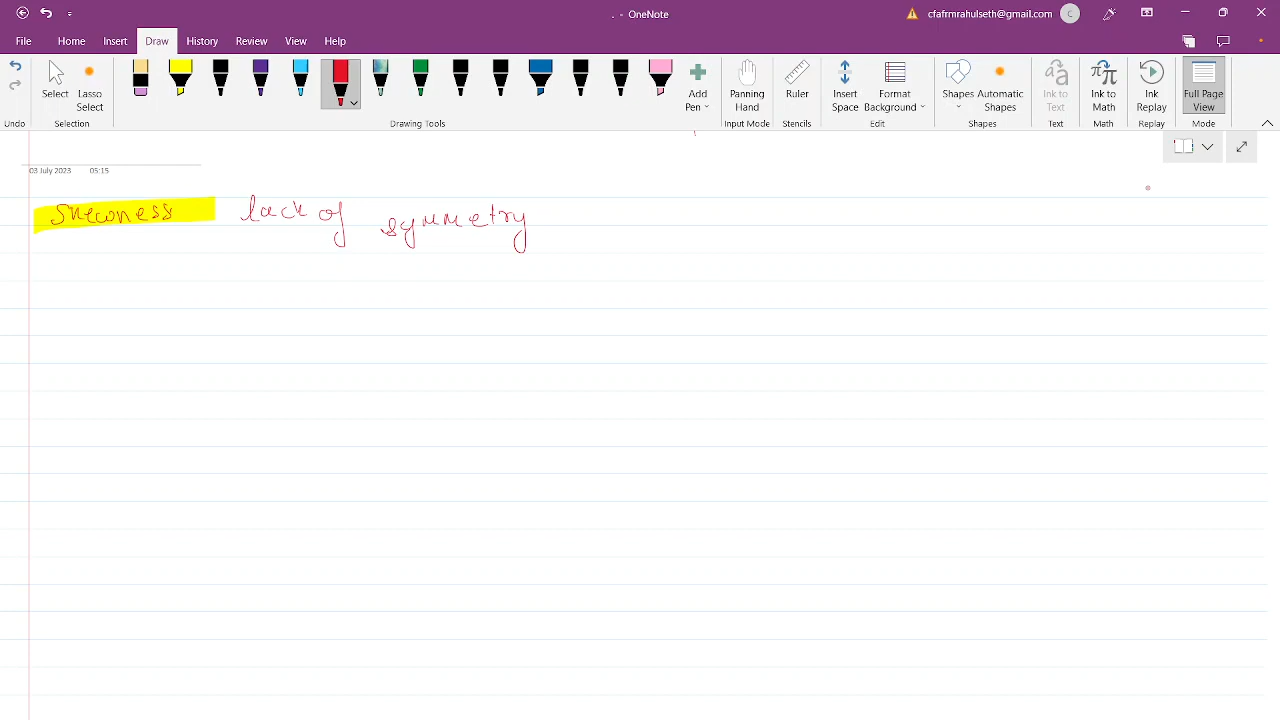 . - OneNote
cfafrmrahulseth@gmail.com C
File Home Insert Draw History Review View Help
Select Lasso Select Add Pen Panning Hand Ruler Insert Space Format Background Shapes Automatic Shapes Ink to Text Ink to Math Ink Replay Full Page View
Undo Selection Drawing Tools Input Mode Stencils Edit Shapes Text Math Replay Mode
03 July 2023 05:15
Skewness lack of symmetry